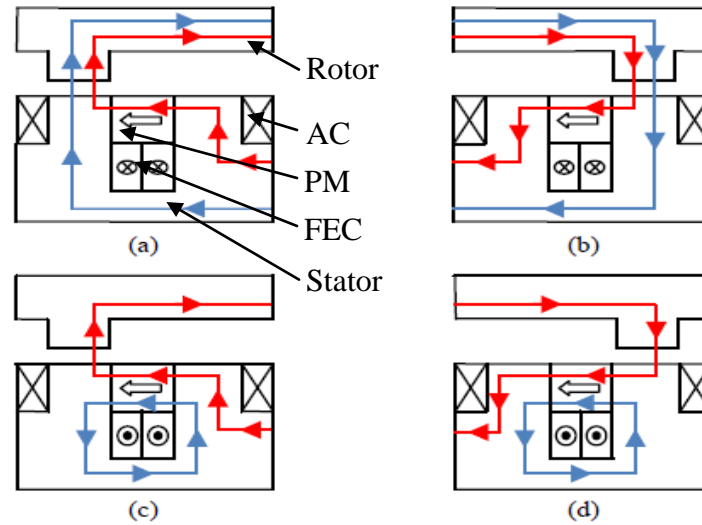 Rotor
AC
PM
FEC
Stator
(a)
(b)
(c)
(d)